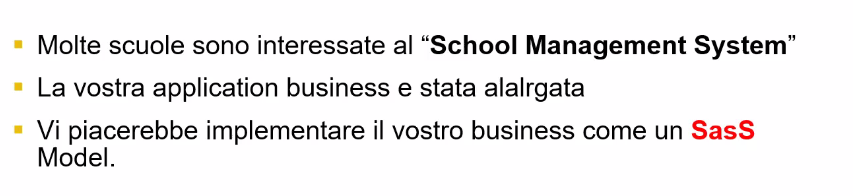 Molte scuole sono interessate al “School Management System”
La vostra application business e stata alalrgata
Vi piacerebbe implementare il vostro business come un SasS
Model.